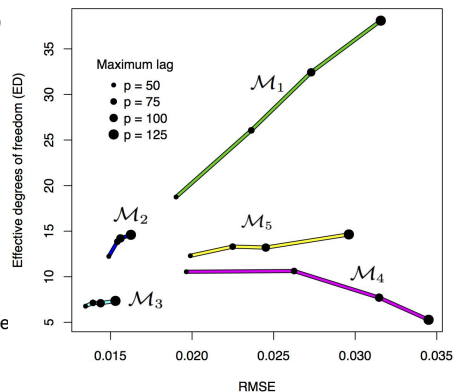 )
Effective degrees of freedom (ED)
35
30
25
20
15
10
5
Maximum lag
p = 50
p = 75
p = 100
p = 125
M1
M2
M5
M4
M3
e
0.015 0.020 0.025 0.030 0.035
RMSE